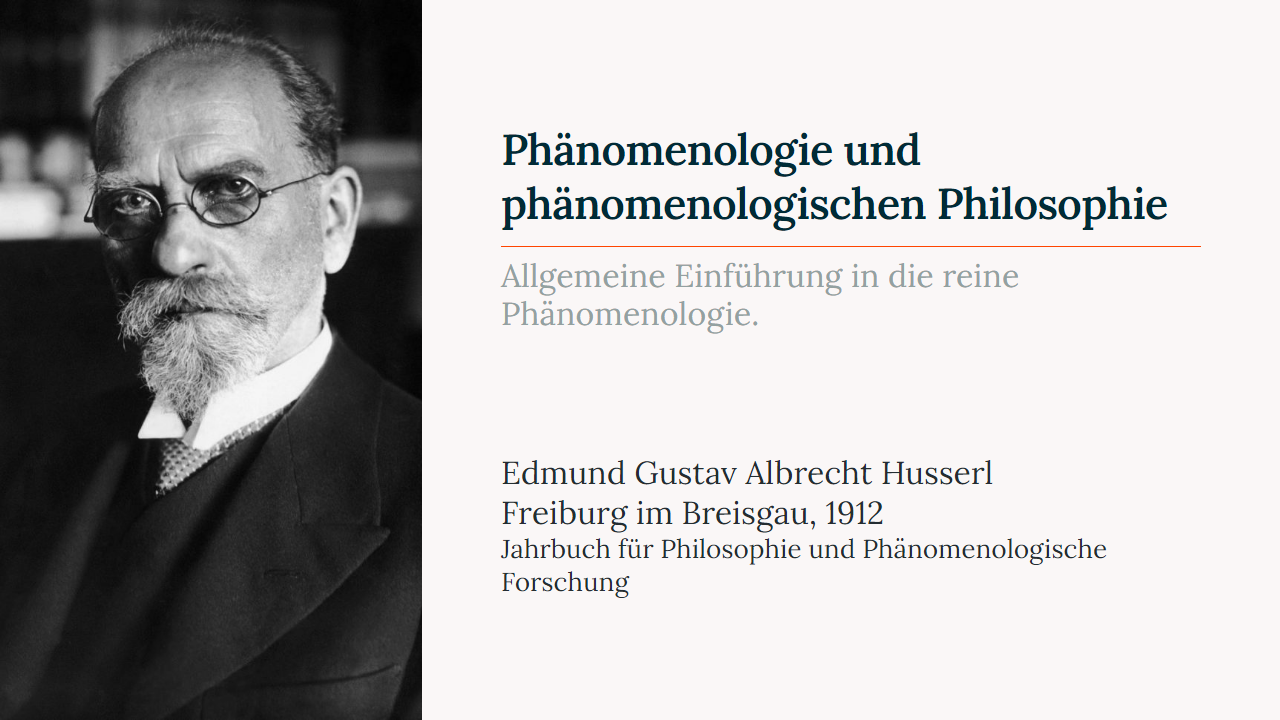 Phänomenologie und
phänomenologischen Philosophie
Allgemeine Einführung in die reine
Phänomenologie.
Edmund Gustav Albrecht Husserl
Freiburg im Breisgau, 1912
Jahrbuch für Philosophie und Phänomenologische
Forschung